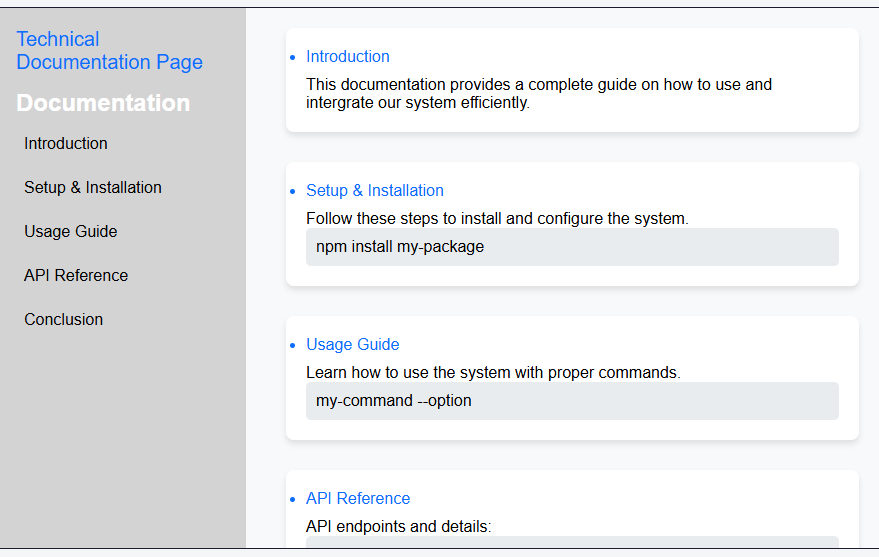 Technical
Documentation Page
Documentation
Introduction
Setup & Installation
Usage Guide
API Reference
Conclusion
Introduction
This documentation provides a complete guide on how to use and
intergrate our system efficiently.
Setup & Installation
Follow these steps to install and configure the system.
npm install my-package
Usage Guide
Learn how to use the system with proper commands.
my-command --option
API Reference
API endpoints and details: